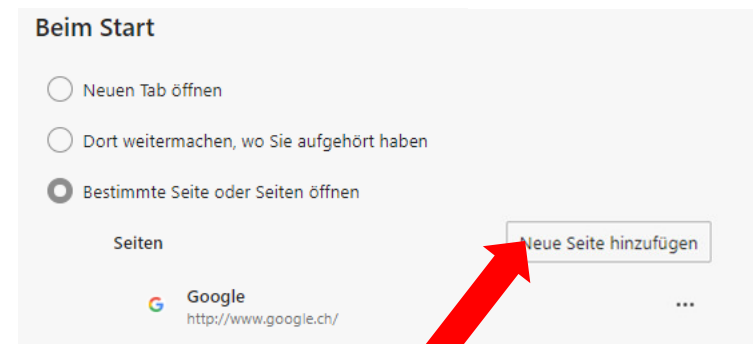 Beim Start
Neuen Tab öffnen
Dort weitermachen, wo Sie aufgehört haben
Bestimmte Seite oder Seiten öffnen
Seiten
Neue Seite hinzufügen
Google
http://www.google.ch/